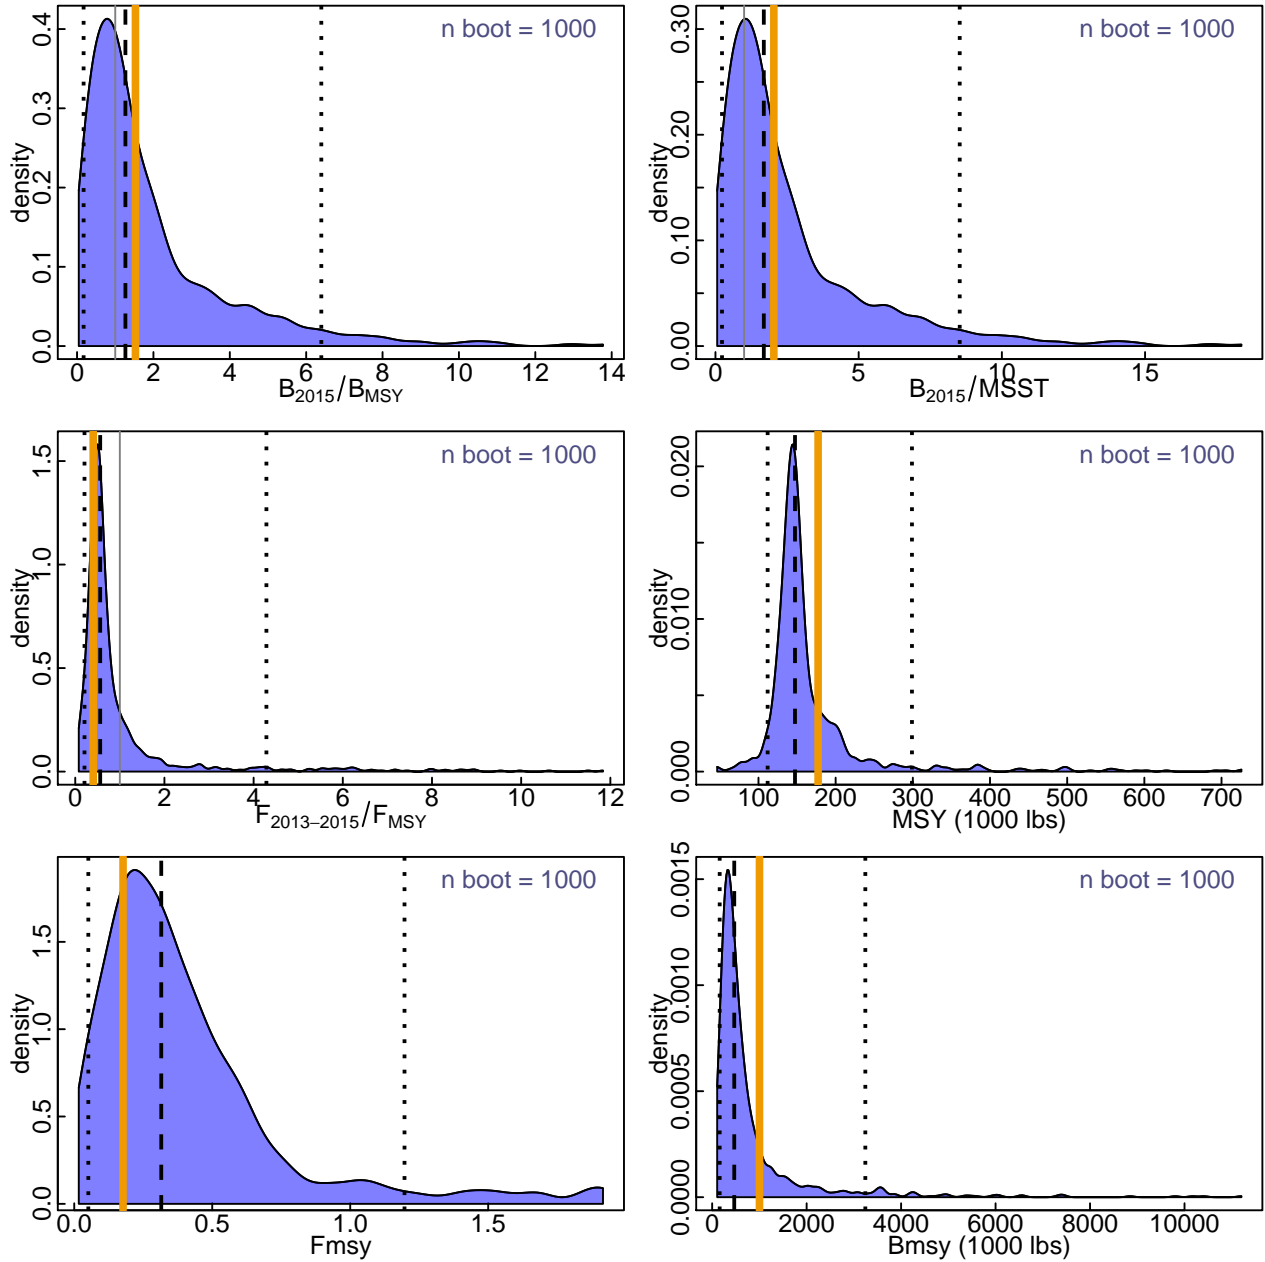 n boot = 1000
density
0.0 0.1 0.2 0.3 0.4
0 2 4 6 8 10 12 14
B2015/BMSY
n boot = 1000
density
0.00 0.10 0.20 0.30
0 5 10 15
B2015/MSST
n boot = 1000
density
0.0 0.5 1.0 1.5
0 2 4 6 8 10 12
F2013–2015/FMSY
n boot = 1000
density
0.000 0.010 0.020
100 200 300 400 500 600 700
MSY (1000 lbs)
n boot = 1000
density
0.0 0.5 1.0 1.5
0.0 0.5 1.0 1.5
Fmsy
n boot = 1000
density
0.0000 0.0005 0.0010 0.0015
0 2000 4000 6000 8000 10000
Bmsy (1000 lbs)